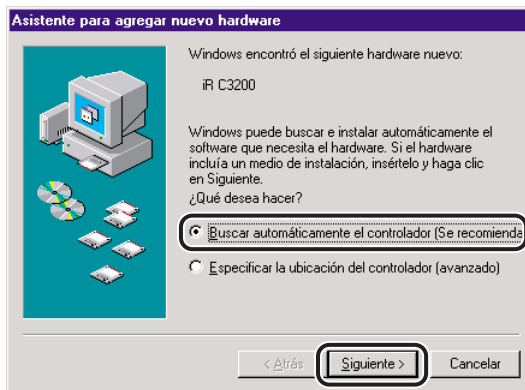 Asistente para agregar nuevo hardware
Windows encontró el siguiente hardware nuevo:
iR C3200
Windows puede buscar e instalar automáticamente el
software que necesita el hardware. Si el hardware
incluía un medio de instalación, insértelo y haga clic
en Siguiente.
¿Qué desea hacer?
Buscar automáticamente el controlador (Se recomienda
Especificar la ubicación del controlador (avanzado)
< Atrás Siguiente > Cancelar